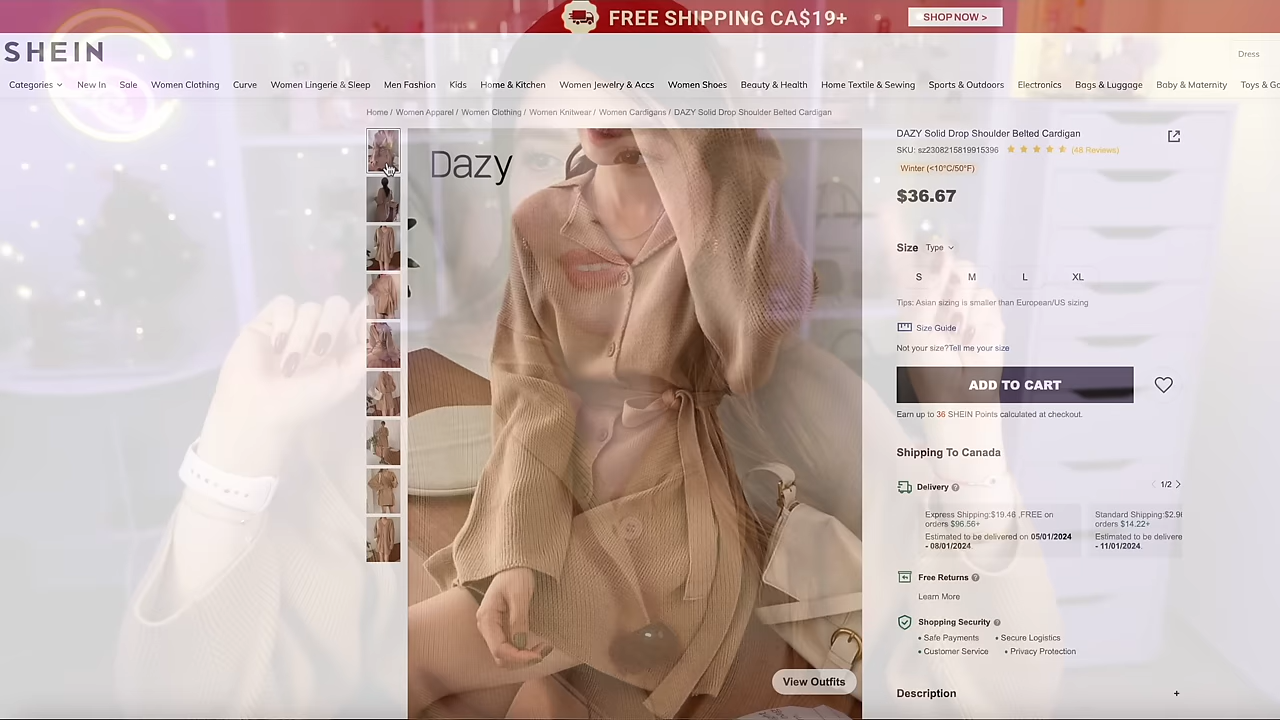 FREE SHIPPING CA$19+
SHOP NOW >
SHEIN
Dress
Categories New In Sale Women Clothing Curve Women Lingerie & Sleep Men Fashion Kids Home & Kitchen Women Jewelry & Accs Women Shoes Beauty & Health Home Textile & Sewing Sports & Outdoors Electronics Bags & Luggage Baby & Maternity Toys & G
Home / Women Apparel / Women Clothing / Women Knitwear / Women Cardigans / DAZY Solid Drop Shoulder Belted Cardigan
Dazy
View Outfits
DAZY Solid Drop Shoulder Belted Cardigan
SKU: sz2308215819915396 (48 Reviews)
Winter (<10°C/50°F)
$36.67
Size Type
S M L XL
Tips: Asian sizing is smaller than European/US sizing
Size Guide
Not your size?Tell me your size
ADD TO CART
Earn up to 36 SHEIN Points calculated at checkout.
Shipping To Canada
Delivery ? < 1/2 >
Express Shipping:$19.46 ,FREE on
orders $96.56+
Estimated to be delivered on 05/01/2024
- 08/01/2024.
Standard Shipping:$2.9
orders $14.22+
Estimated to be delivere
- 11/01/2024.
Free Returns ?
Learn More
Shopping Security ?
• Safe Payments • Secure Logistics
• Customer Service • Privacy Protection
Description +